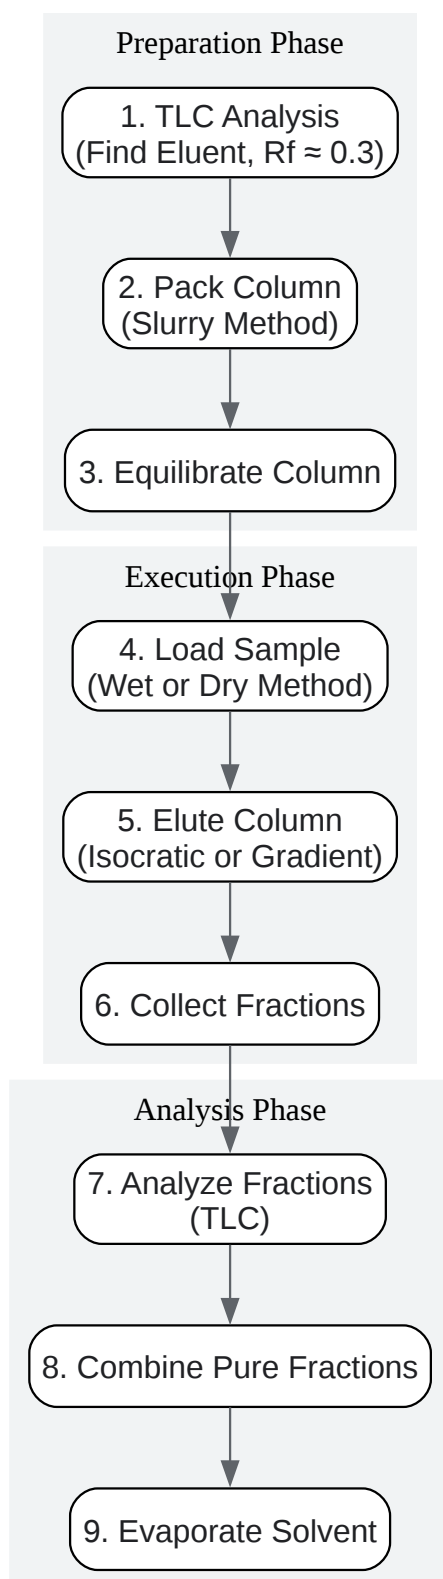 Preparation Phase
1. TLC Analysis
(Find Eluent, Rf ≈ 0.3)
2. Pack Column
(Slurry Method)
3. Equilibrate Column
Execution Phase
4. Load Sample
(Wet or Dry Method)
5. Elute Column
(Isocratic or Gradient)
6. Collect Fractions
Analysis Phase
7. Analyze Fractions
(TLC)
8. Combine Pure Fractions
9. Evaporate Solvent